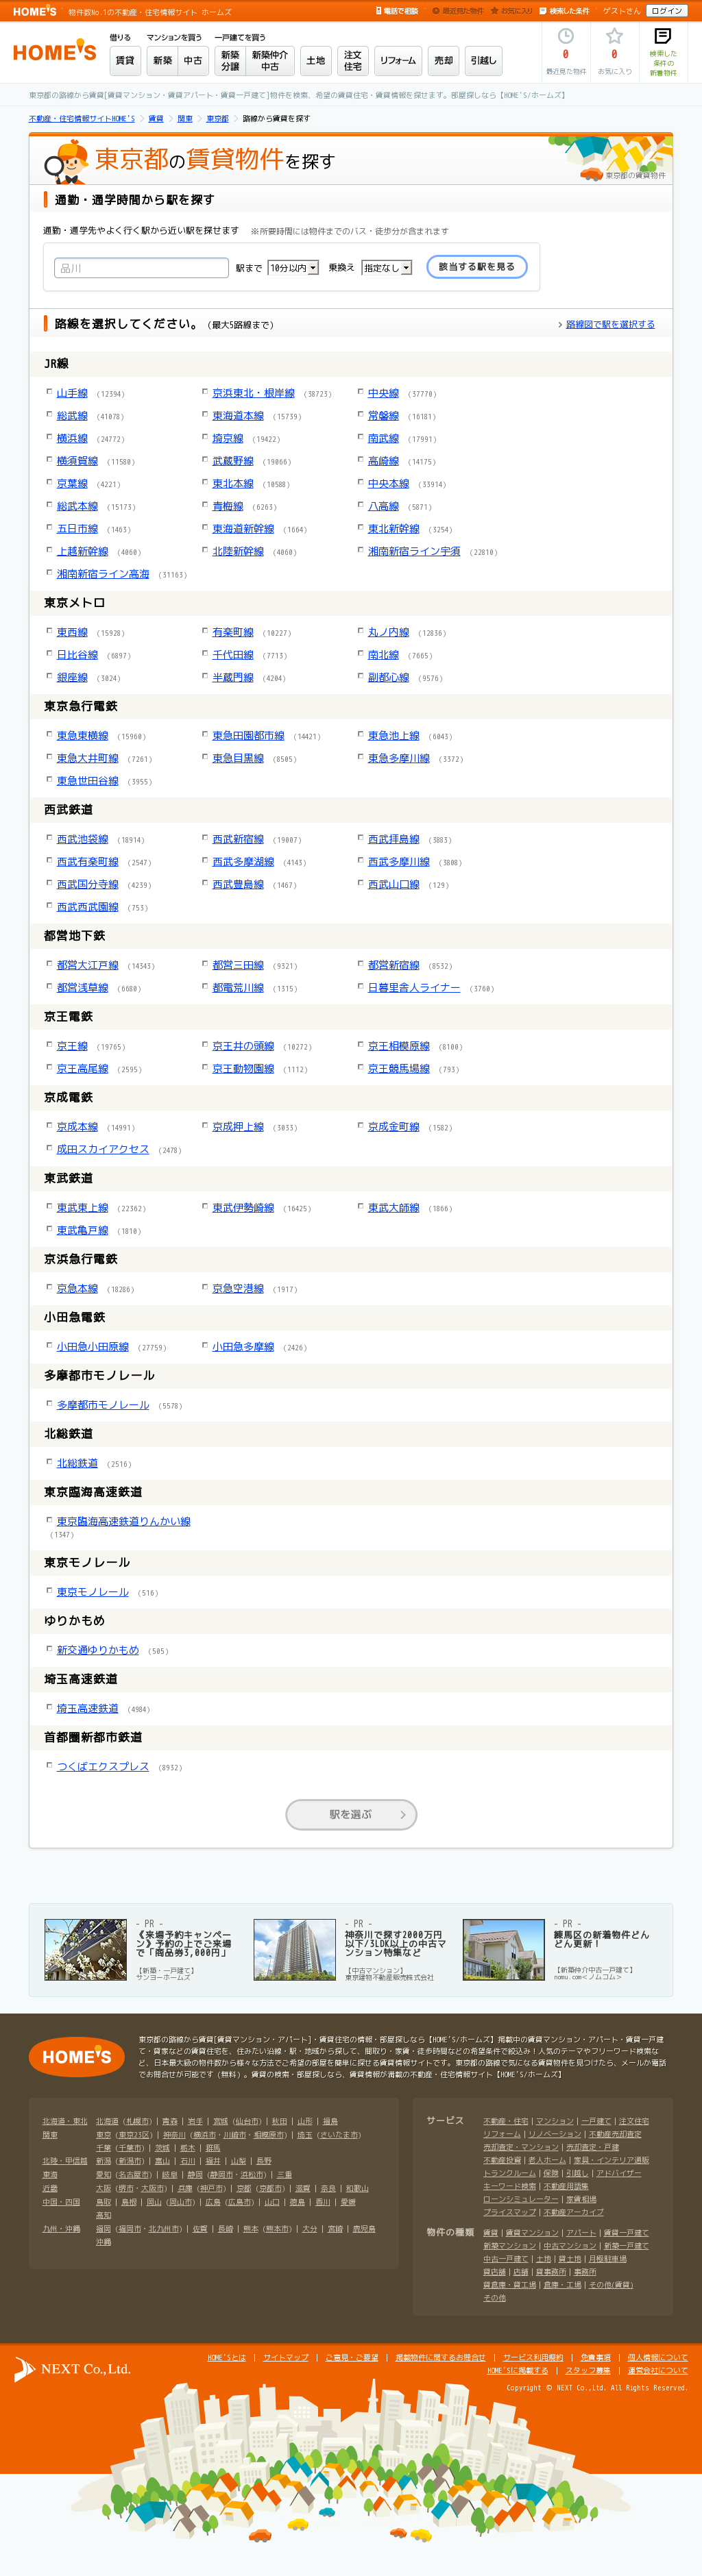 HOME'S 物件数No.1の不動産・住宅情報サイト ホームズ
電話で相談 最近見た物件 お気に入り 検索した条件 ゲストさん ログイン
HOME'S
借りる マンションを買う 一戸建てを買う
賃貸 新築 中古 新築分譲 新築仲介中古 土地 注文住宅 リフォーム 売却 引越し
0 最近見た物件
0 お気に入り
検索した条件の新着物件
東京都の路線から賃貸[賃貸マンション・賃貸アパート・賃貸一戸建て]物件を検索、希望の賃貸住宅・賃貸情報を探せます。部屋探しなら【HOME'S/ホームズ】
不動産・住宅情報サイトHOME'S > 賃貸 > 関東 > 東京都 > 路線から賃貸を探す
東京都の賃貸物件を探す
東京都の賃貸物件
通勤・通学時間から駅を探す
通勤・通学先やよく行く駅から近い駅を探せます ※所要時間には物件までのバス・徒歩分が含まれます
品川 駅まで 10分以内 乗換え 指定なし 該当する駅を見る
路線を選択してください。（最大5路線まで） 路線図で駅を選択する
JR線
山手線 (12394) 京浜東北・根岸線 (38723) 中央線 (37770)
総武線 (41078) 東海道本線 (15739) 常磐線 (16181)
横浜線 (24772) 埼京線 (19422) 南武線 (17991)
横須賀線 (11580) 武蔵野線 (19066) 高崎線 (14175)
京葉線 (4221) 東北本線 (10588) 中央本線 (33914)
総武本線 (15173) 青梅線 (6263) 八高線 (5871)
五日市線 (1463) 東海道新幹線 (1664) 東北新幹線 (3254)
上越新幹線 (4060) 北陸新幹線 (4060) 湘南新宿ライン宇須 (22810)
湘南新宿ライン高海 (31163)
東京メトロ
東西線 (15928) 有楽町線 (10227) 丸ノ内線 (12836)
日比谷線 (6897) 千代田線 (7713) 南北線 (7665)
銀座線 (3024) 半蔵門線 (4204) 副都心線 (9576)
東京急行電鉄
東急東横線 (15960) 東急田園都市線 (14421) 東急池上線 (6043)
東急大井町線 (7261) 東急目黒線 (8505) 東急多摩川線 (3372)
東急世田谷線 (3955)
西武鉄道
西武池袋線 (18914) 西武新宿線 (19007) 西武拝島線 (3883)
西武有楽町線 (2547) 西武多摩湖線 (4143) 西武多摩川線 (3808)
西武国分寺線 (4239) 西武豊島線 (1467) 西武山口線 (129)
西武西武園線 (753)
都営地下鉄
都営大江戸線 (14343) 都営三田線 (9321) 都営新宿線 (8532)
都営浅草線 (6680) 都電荒川線 (1315) 日暮里舎人ライナー (3760)
京王電鉄
京王線 (19765) 京王井の頭線 (10272) 京王相模原線 (8100)
京王高尾線 (2595) 京王動物園線 (1112) 京王競馬場線 (793)
京成電鉄
京成本線 (14991) 京成押上線 (3033) 京成金町線 (1582)
成田スカイアクセス (2478)
東武鉄道
東武東上線 (22362) 東武伊勢崎線 (16425) 東武大師線 (1866)
東武亀戸線 (1810)
京浜急行電鉄
京急本線 (18286) 京急空港線 (1917)
小田急電鉄
小田急小田原線 (27759) 小田急多摩線 (2426)
多摩都市モノレール
多摩都市モノレール (5578)
北総鉄道
北総鉄道 (2516)
東京臨海高速鉄道
東京臨海高速鉄道りんかい線
(1347)
東京モノレール
東京モノレール (516)
ゆりかもめ
新交通ゆりかもめ (505)
埼玉高速鉄道
埼玉高速鉄道 (4984)
首都圏新都市鉄道
つくばエクスプレス (8932)
駅を選ぶ
- PR -
《来場予約キャンペーン》予約の上でご来場で「商品券3,000円」
【新築・一戸建て】
サンヨーホームズ
- PR -
神奈川で探す2000万円以下/3LDK以上の中古マンション特集など
【中古マンション】
東京建物不動産販売株式会社
- PR -
練馬区の新着物件どんどん更新！
【新築仲介中古一戸建て】
nomu.com<ノムコム>
HOME'S
東京都の路線から賃貸[賃貸マンション・アパート]・賃貸住宅の情報・部屋探しなら【HOME'S/ホームズ】掲載中の賃貸マンション・アパート・賃貸一戸建て・貸家などの賃貸住宅を、住みたい沿線・駅・地域から探して、間取り・家賃・徒歩時間などの希望条件で絞込み！人気のテーマやフリーワード検索など、日本最大級の物件数から様々な方法でご希望の部屋を簡単に探せる賃貸情報サイトです。東京都の路線で気になる賃貸物件を見つけたら、メールか電話でお問合せが可能です（無料）。賃貸の検索・部屋探しなら、賃貸情報が満載の不動産・住宅情報サイト【HOME'S/ホームズ】
北海道・東北 北海道 (札幌市) | 青森 | 岩手 | 宮城 (仙台市) | 秋田 | 山形 | 福島
関東 東京 (東京23区) | 神奈川 (横浜市・川崎市・相模原市) | 埼玉 (さいたま市)
千葉 (千葉市) | 茨城 | 栃木 | 群馬
北陸・甲信越 新潟 (新潟市) | 富山 | 石川 | 福井 | 山梨 | 長野
東海 愛知 (名古屋市) | 岐阜 | 静岡 (静岡市・浜松市) | 三重
近畿 大阪 (堺市・大阪市) | 兵庫 (神戸市) | 京都 (京都市) | 滋賀 | 奈良 | 和歌山
中国・四国 鳥取 | 島根 | 岡山 (岡山市) | 広島 (広島市) | 山口 | 徳島 | 香川 | 愛媛
高知
九州・沖縄 福岡 (福岡市・北九州市) | 佐賀 | 長崎 | 熊本 (熊本市) | 大分 | 宮崎 | 鹿児島
沖縄
サービス 不動産・住宅 | マンション | 一戸建て | 注文住宅
リフォーム | リノベーション | 不動産売却査定
売却査定・マンション | 売却査定・戸建
不動産投資 | 老人ホーム | 家具・インテリア通販
トランクルーム | 保険 | 引越し | アドバイザー
キーワード検索 | 不動産用語集
ローンシミュレーター | 家賃相場
プライスマップ | 不動産アーカイブ
物件の種類 賃貸 | 賃貸マンション | アパート | 賃貸一戸建て
新築マンション | 中古マンション | 新築一戸建て
中古一戸建て | 土地 | 貸土地 | 月極駐車場
貸店舗 | 店舗 | 貸事務所 | 事務所
貸倉庫・貸工場 | 倉庫・工場 | その他(賃貸)
その他
NEXT Co.,Ltd.
HOME'Sとは | サイトマップ | ご意見・ご要望 | 掲載物件に関するお問合せ | サービス利用規約 | 免責事項 | 個人情報について
HOME'Sに掲載する | スタッフ募集 | 運営会社について
Copyright © NEXT Co.,Ltd. All Rights Reserved.